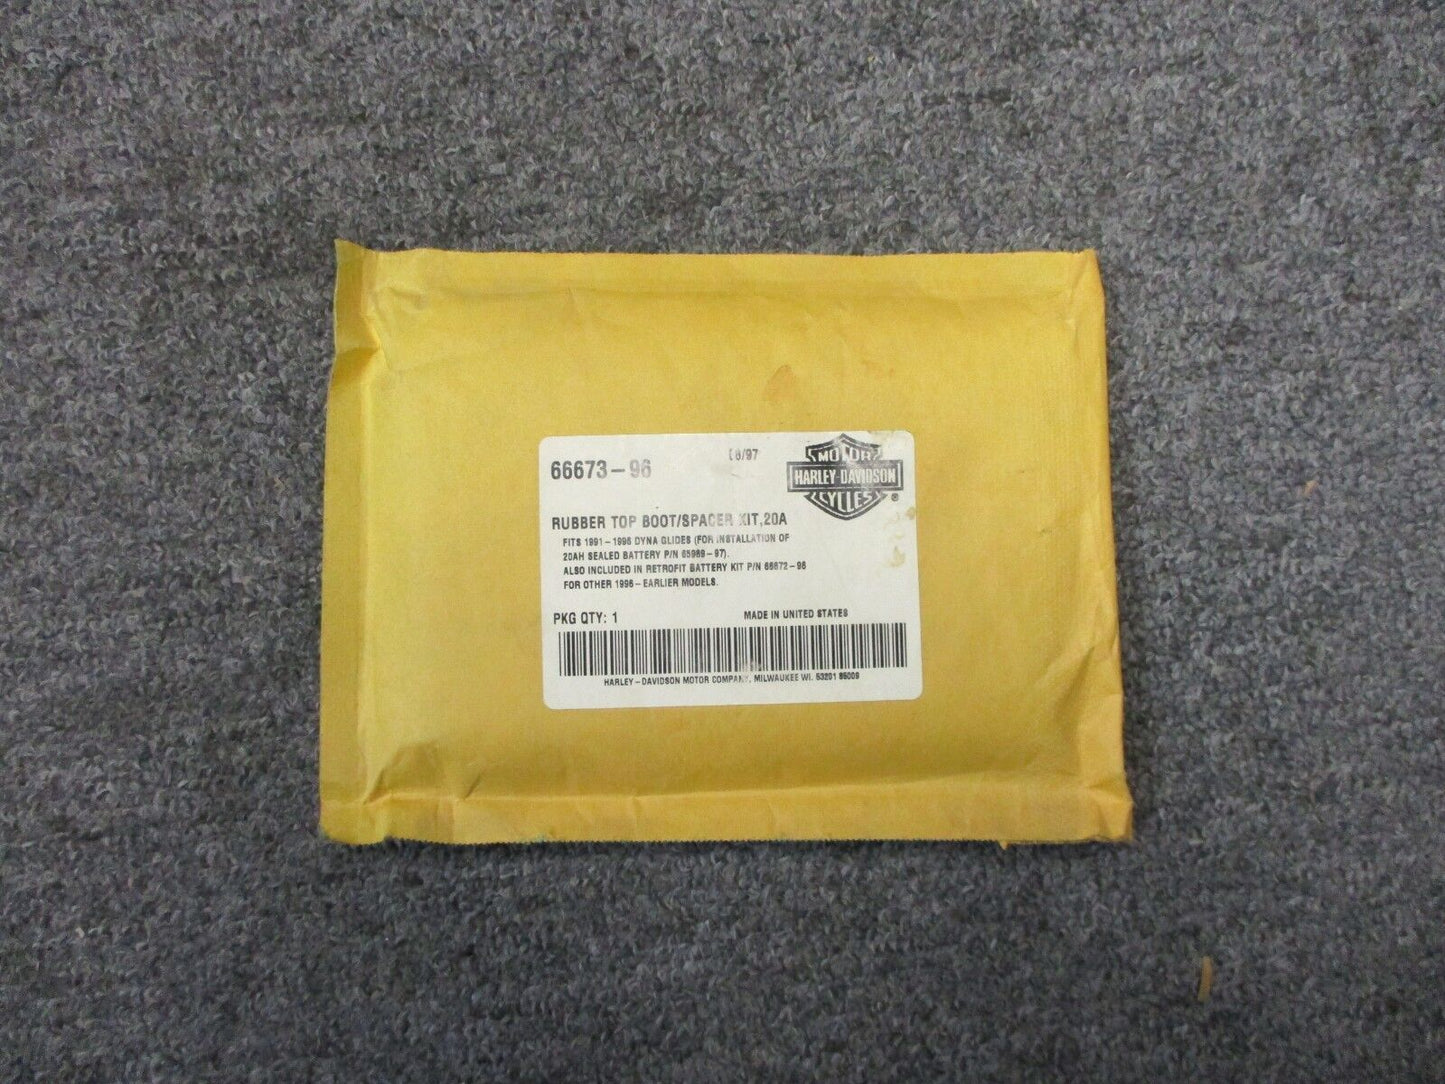 66673-96
6/97
MOTOR
HARLEY-DAVIDSON
CYCLES ®
RUBBER TOP BOOT/SPACER KIT,20A
FITS 1991-1996 DYNA GLIDES (FOR INSTALLATION OF
20AH SEALED BATTERY P/N 65989-97).
ALSO INCLUDED IN RETROFIT BATTERY KIT P/N 66672-96
FOR OTHER 1996-EARLIER MODELS.
PKG QTY: 1
MADE IN UNITED STATES
HARLEY-DAVIDSON MOTOR COMPANY, MILWAUKEE WI. 53201